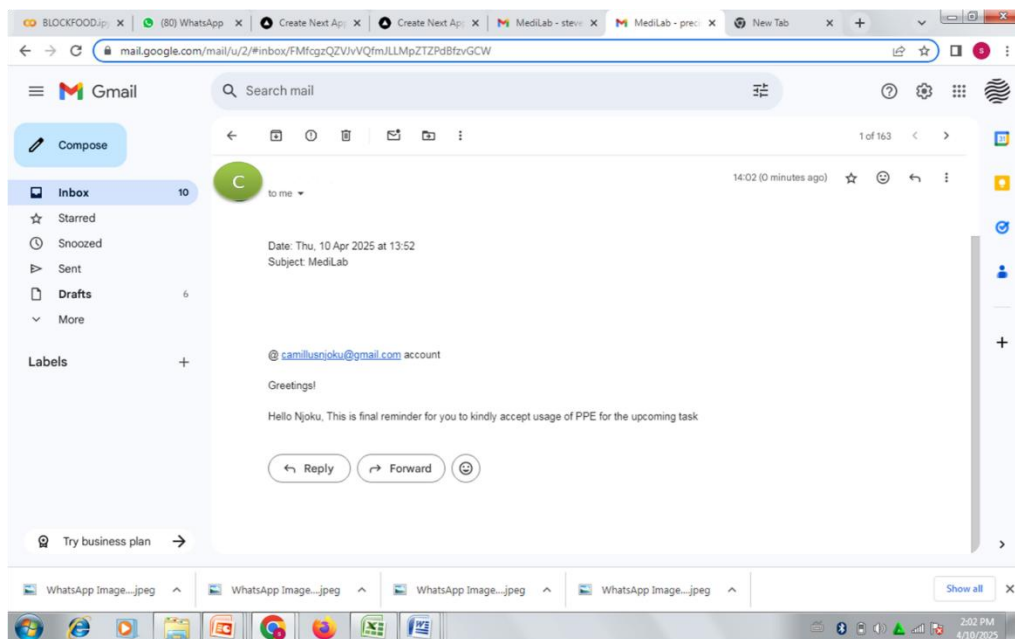 BLOCKFOOD.ip
(80) WhatsApp
Create Next Ap
Create Next Ap
MediLab - steve
MediLab - prec
New Tab
mail.google.com/mail/u/2/#inbox/FMfcgzQZVJvVQfmJLLMpZTZPdBfzvGCW
S
Gmail
Search mail
Compose
1 of 163
31
Inbox 10
Starred
Snoozed
Sent
Drafts 6
More
Labels
C
to me
14:02 (0 minutes ago)
Date: Thu, 10 Apr 2025 at 13:52
Subject: MediLab
@ camillusnjoku@gmail.com account
Greetings!
Hello Njoku, This is final reminder for you to kindly accept usage of PPE for the upcoming task
Reply
Forward
Try business plan
WhatsApp Image....jpeg
WhatsApp Image....jpeg
WhatsApp Image....jpeg
WhatsApp Image....jpeg
Show all
2:02 PM
4/10/2025